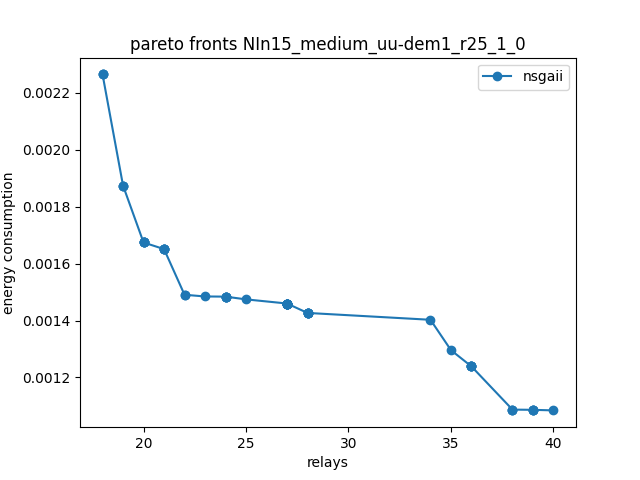 pareto fronts NIn15_medium_uu-dem1_r25_1_0
nsgaii
energy consumption
0.0022
0.0020
0.0018
0.0016
0.0014
0.0012
20
25
30
35
40
relays